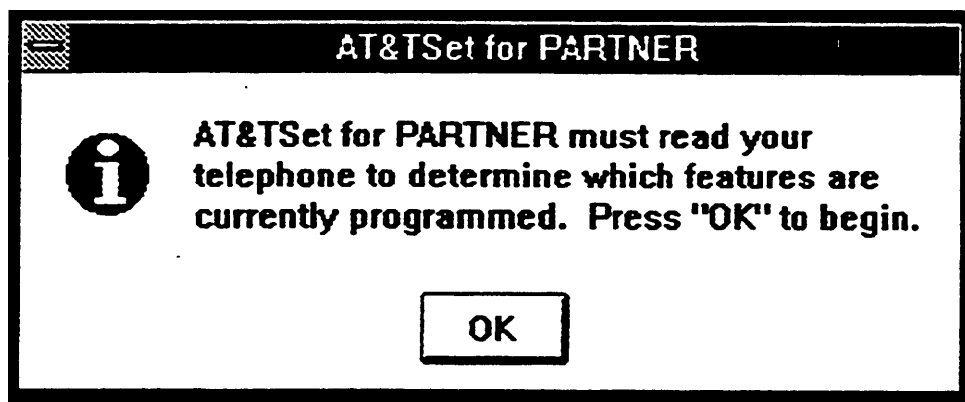 AT&TSet for PARTNER
AT&TSet for PARTNER must read your
telephone to determine which features are
currently programmed.  Press "OK" to begin.
OK